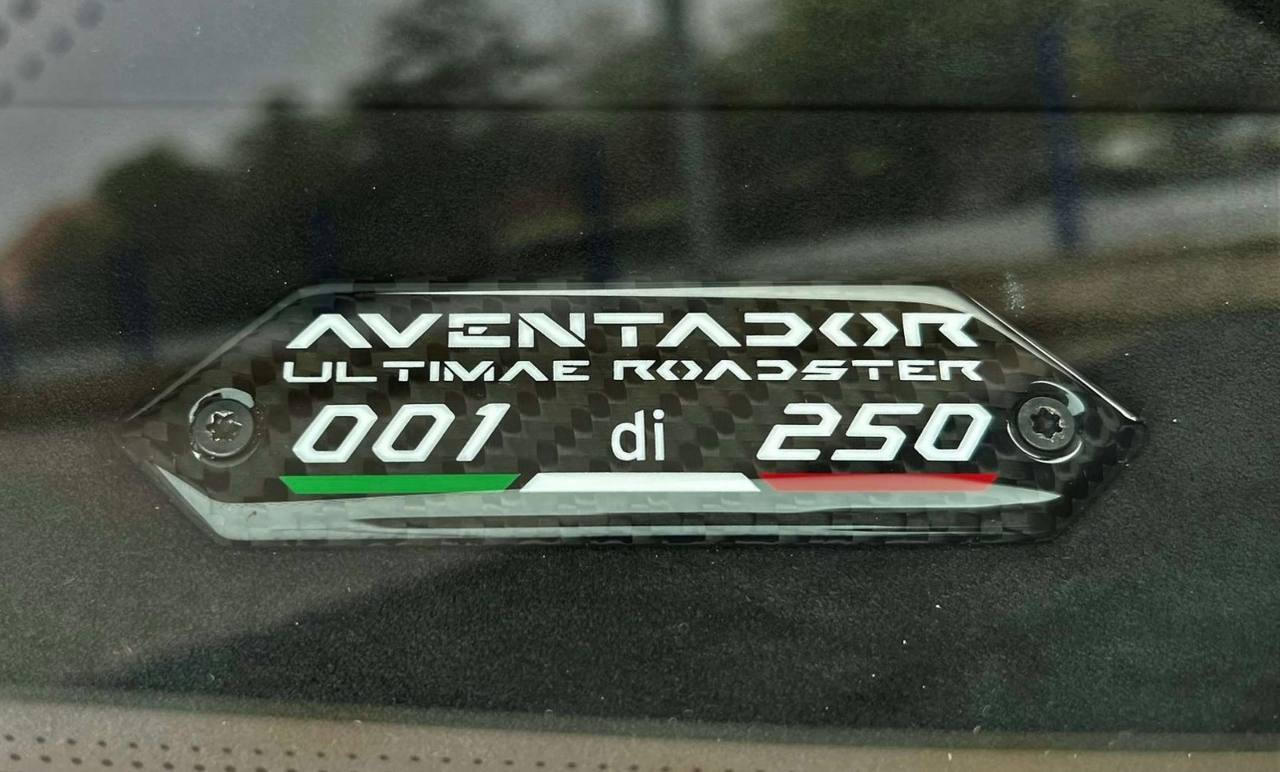 AVENTADOR
ULTIMAE ROADSTER
001 di 250